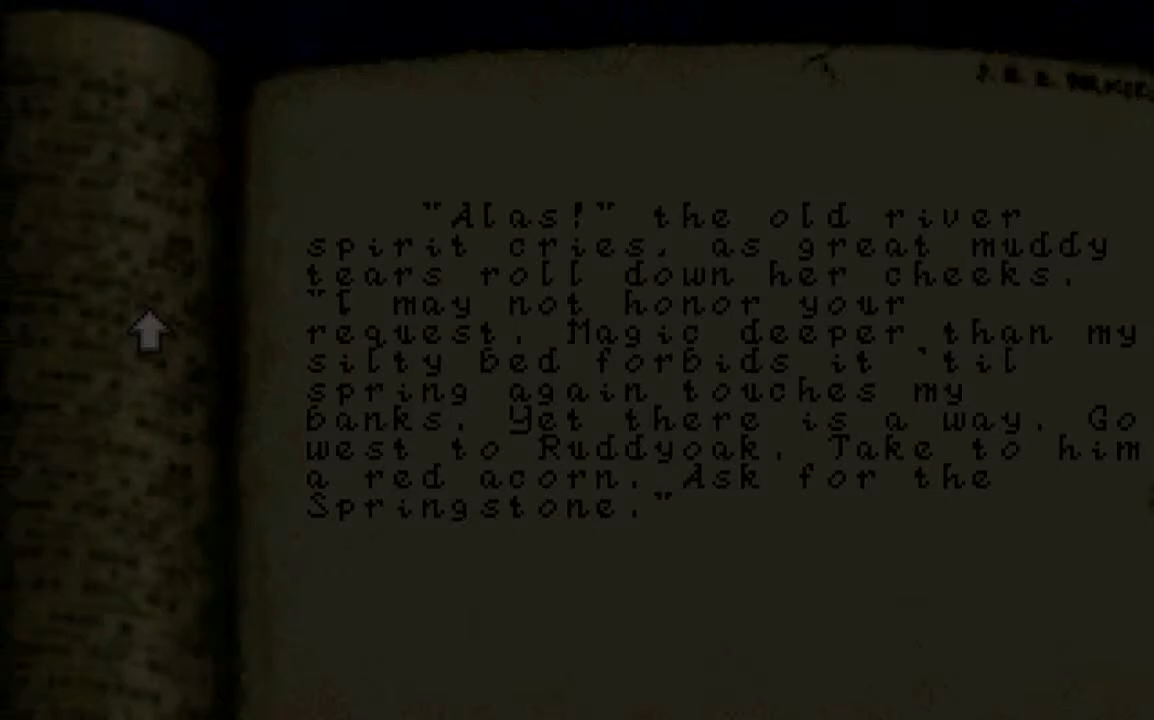 J. R. R. TOLKIE
"Alas!" the old river
spirit cries, as great muddy
tears roll down her cheeks.
"I may not honor your
request. Magic deeper than my
silty bed forbids it 'til
spring again touches my
banks. Yet there is a way. Go
west to Ruddyoak. Take to him
a red acorn. Ask for the
Springstone."